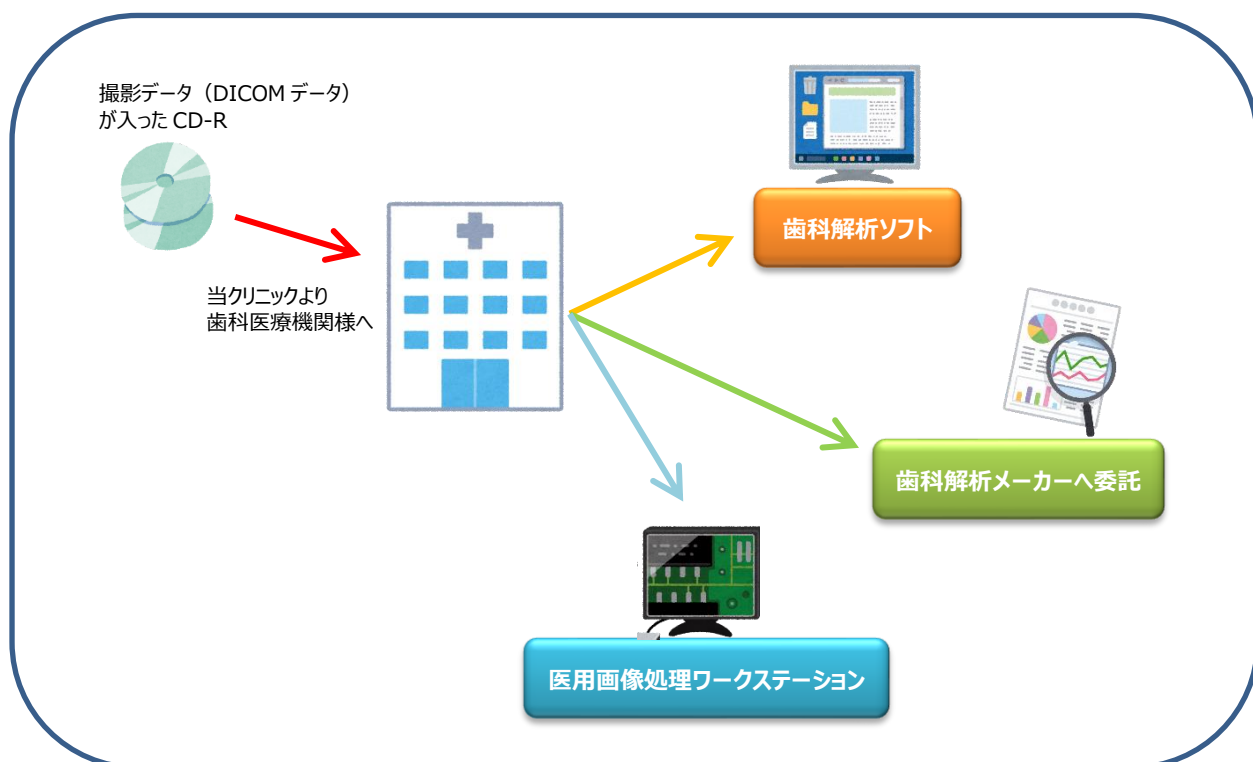 撮影データ（DICOM データ）
が入った CD-R
当クリニックより
歯科医療機関様へ
歯科解析ソフト
歯科解析メーカーへ委託
医用画像処理ワークステーション